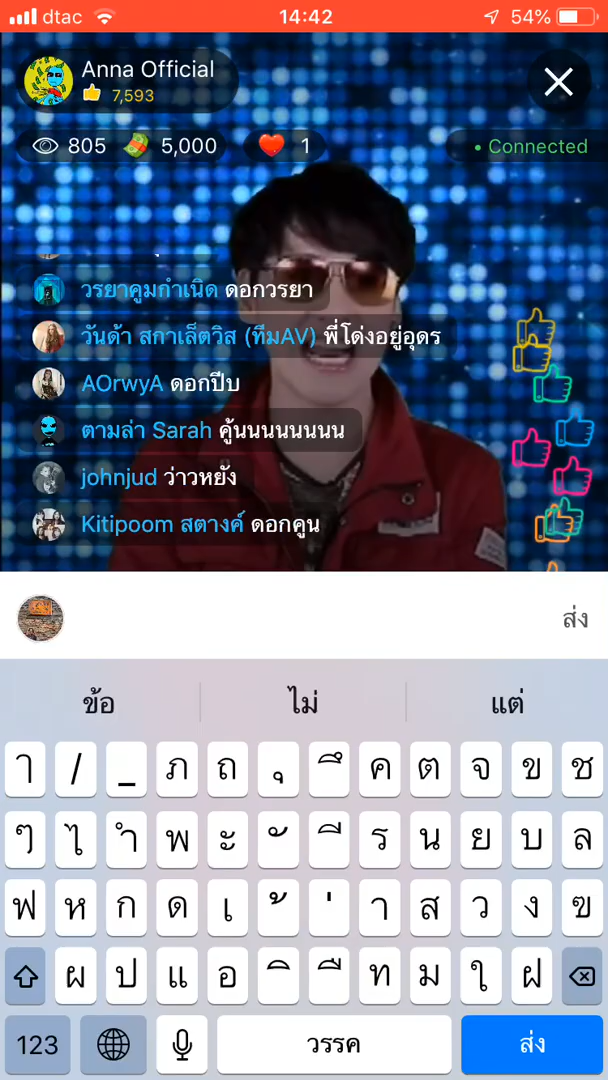 dtac 14:42 54%
Anna Official
7,593
805 5,000 1 • Connected
วรยาคูมกำเนิด ดอกวรยา
วันด้า สกาเล็ตวิส (ทีมAV) พี่โด่งอยู่อุดร
AOrwyA ดอกปีบ
ตามล่า Sarah คู้นนนนนนนน
johnjud ว่าวหยัง
Kitipoom สตางค์ ดอกคูน
ส่ง
ข้อ ไม่ แต่
ๅ / _ ภ ถ ุ ึ ค ต จ ข ช
ๆ ไ ำ พ ะ ั ี ร น ย บ ล
ฟ ห ก ด เ ้ ่ า ส ว ง ฃ
ผ ป แ อ ิ ื ท ม ใ ฝ
123 วรรค ส่ง